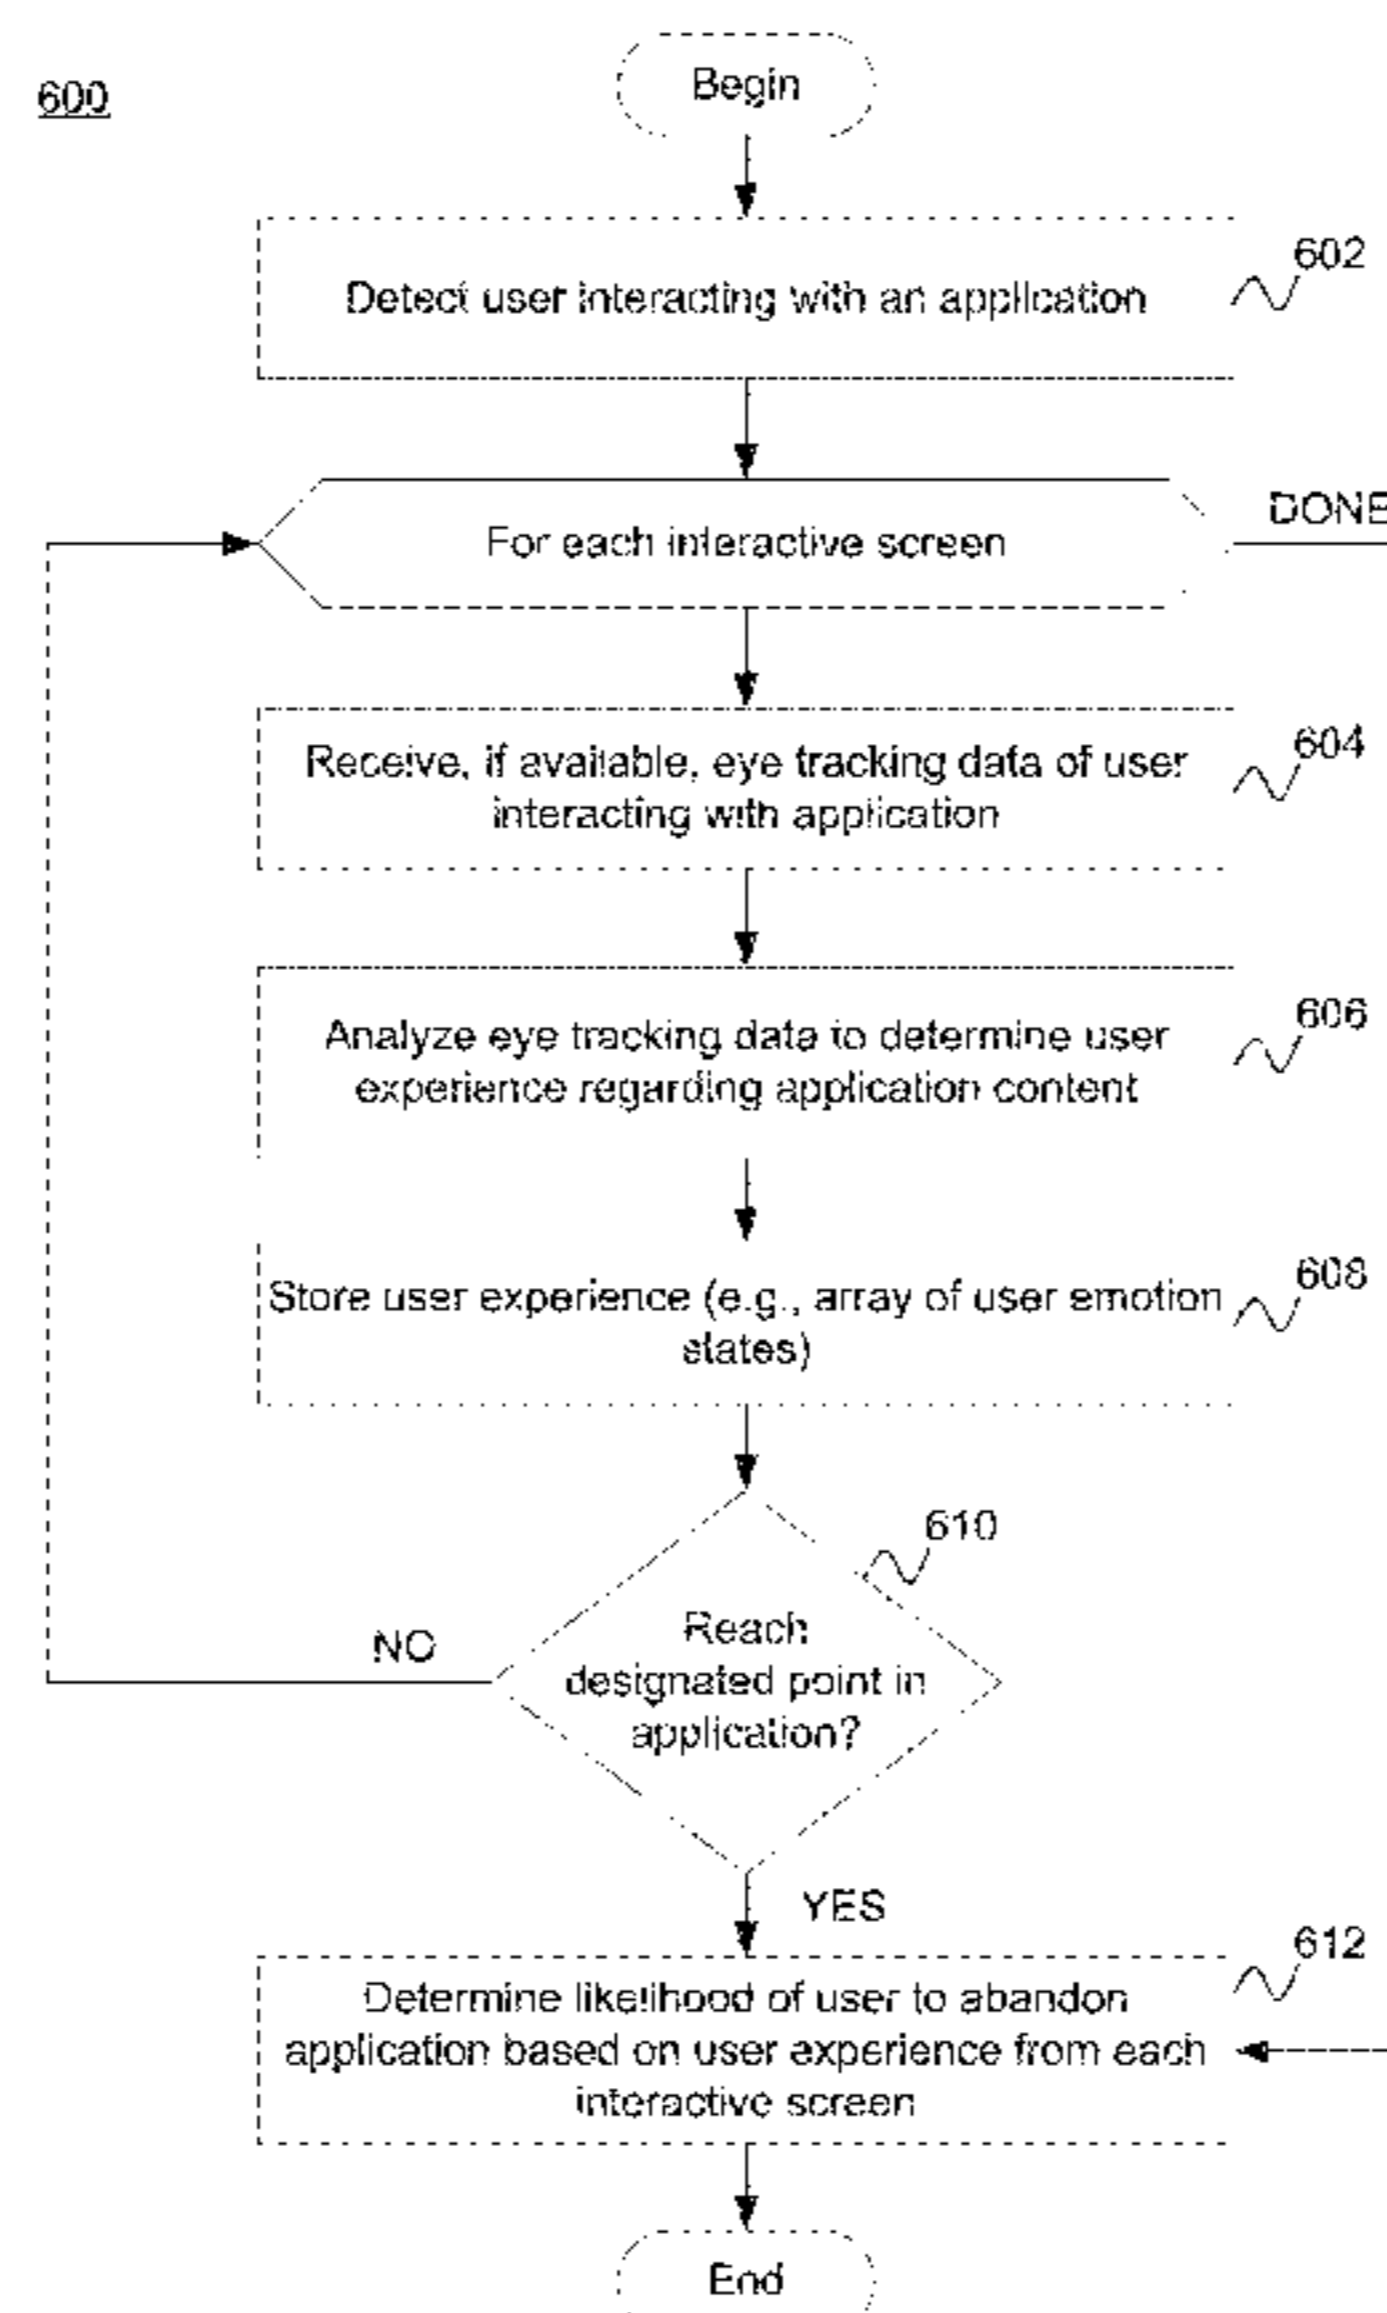 600
Begin
602
Detect user interacting with an application
DONE
For each interactive screen
604
Receive, if available, eye tracking data of user
interacting with application
606
Analyze eye tracking data to determine user
experience regarding application content
608
Store user experience (e.g., array of user emotion
states)
610
Reach
designated point in
application?
NO
YES
612
Determine likelihood of user to abandon
application based on user experience from each
interactive screen
End